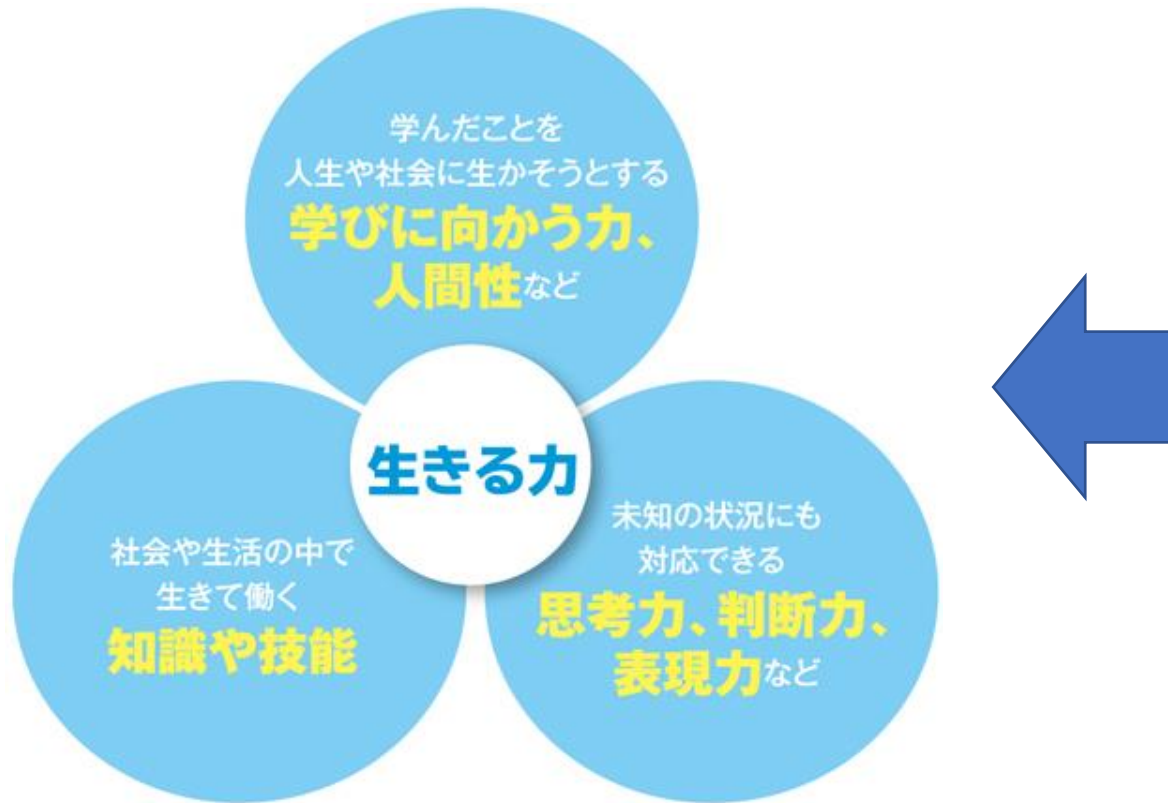 学んだことを
人生や社会に生かそうとする
学びに向かう力、
人間性など
生きる力
社会や生活の中で
生きて働く
知識や技能
未知の状況にも
対応できる
思考力、判断力、
表現力など